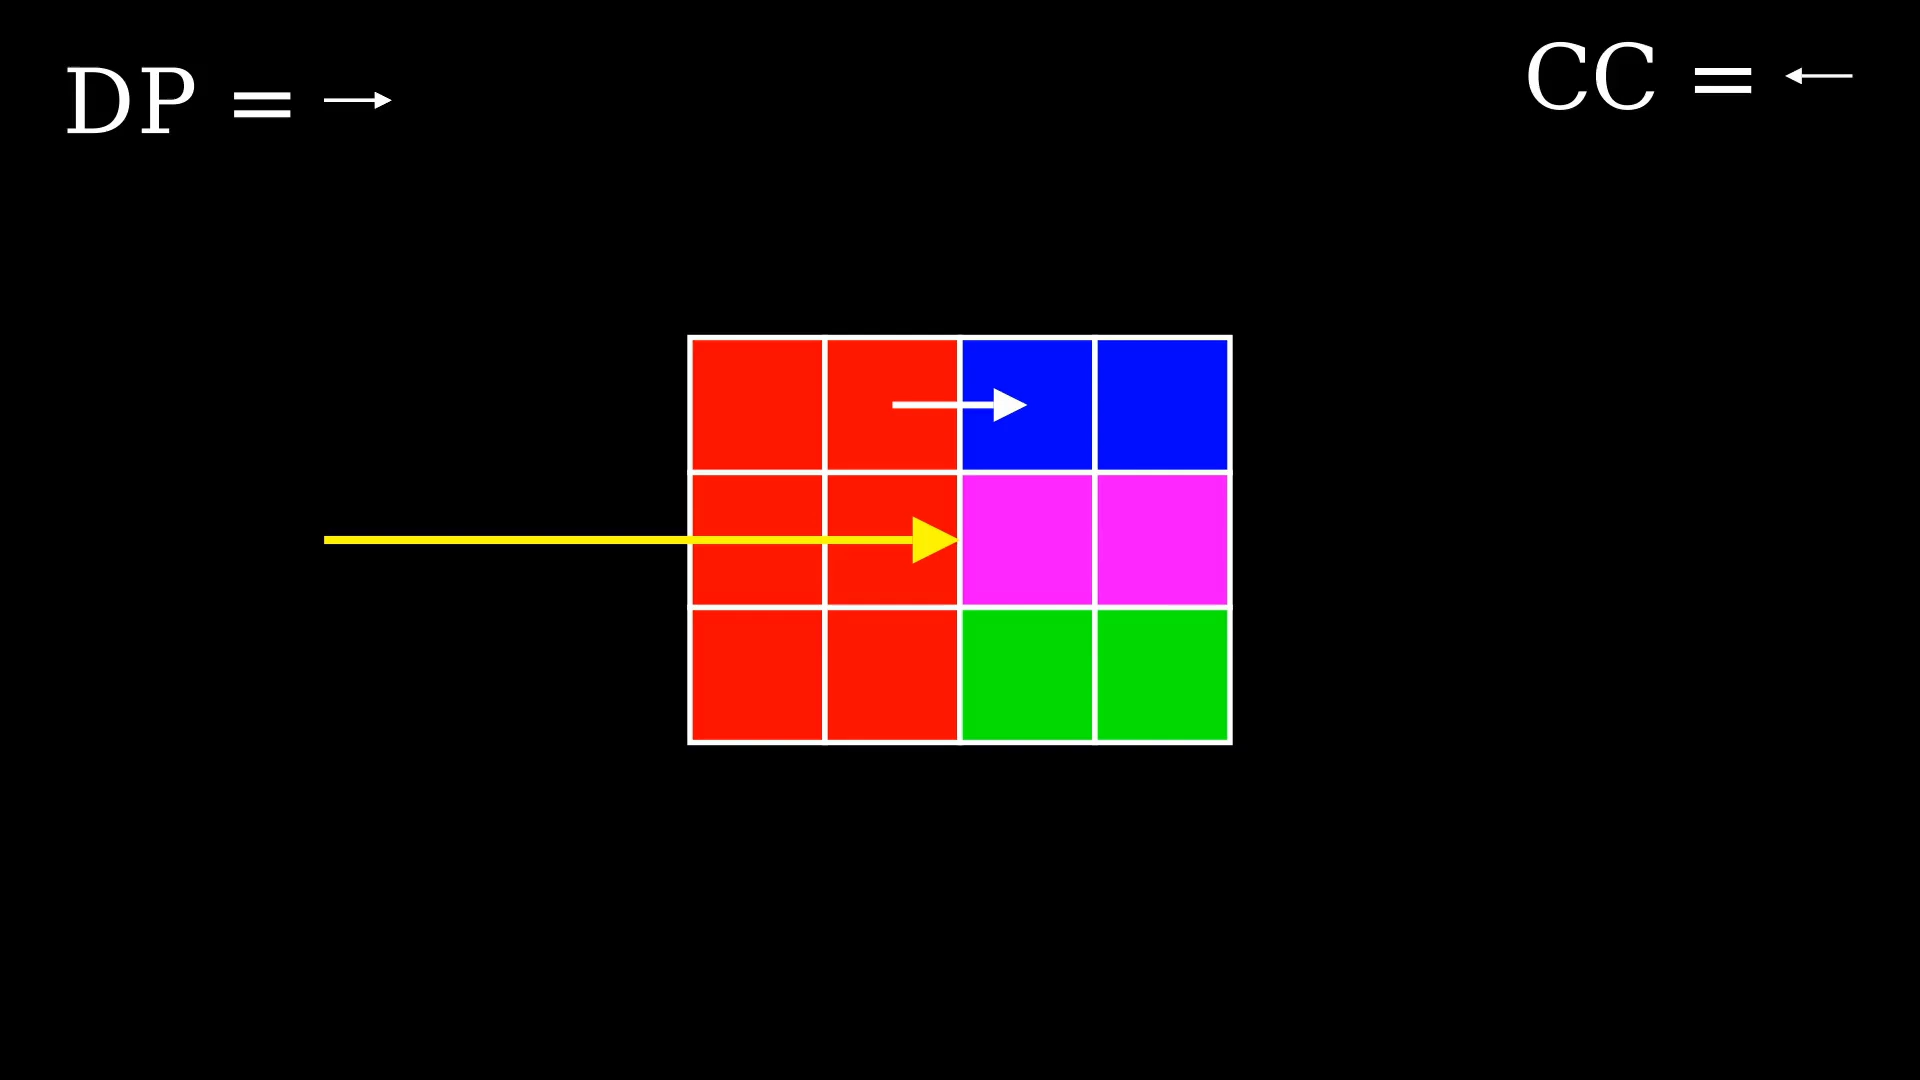 DP = →
CC = ←